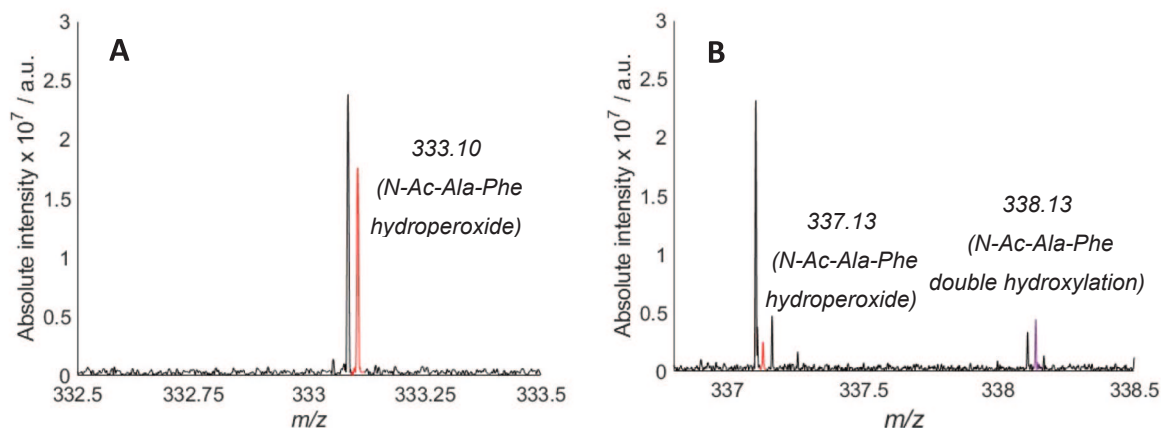 A
Absolute intensity x 10⁷ / a.u.
3
2.5
2
1.5
1
0.5
0
333.10
(N-Ac-Ala-Phe
hydroperoxide)
332.5
332.75
333
333.25
333.5
m/z
B
Absolute intensity x 10⁷ / a.u.
3
2.5
2
1.5
1
0.5
0
337.13
(N-Ac-Ala-Phe
hydroperoxide)
338.13
(N-Ac-Ala-Phe
double hydroxylation)
337
337.5
338
338.5
m/z